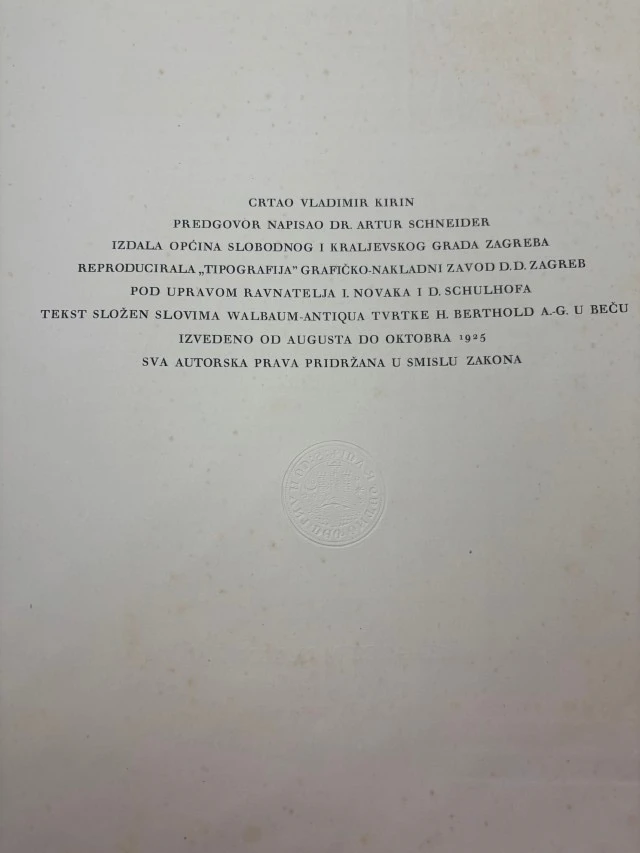 CRTAO VLADIMIR KIRIN
PREDGOVOR NAPISAO DR. ARTUR SCHNEIDER
IZDALA OPĆINA SLOBODNOG I KRALJEVSKOG GRADA ZAGREBA
REPRODUCIRALA „TIPOGRAFIJA” GRAFIČKO-NAKLADNI ZAVOD D.D. ZAGREB
POD UPRAVOM RAVNATELJA I. NOVAKA I D. SCHULHOFA
TEKST SLOŽEN SLOVIMA WALBAUM-ANTIQUA TVRTKE H. BERTHOLD A.-G. U BEČU
IZVEDENO OD AUGUSTA DO OKTOBRA 1925
SVA AUTORSKA PRAVA PRIDRŽANA U SMISLU ZAKONA